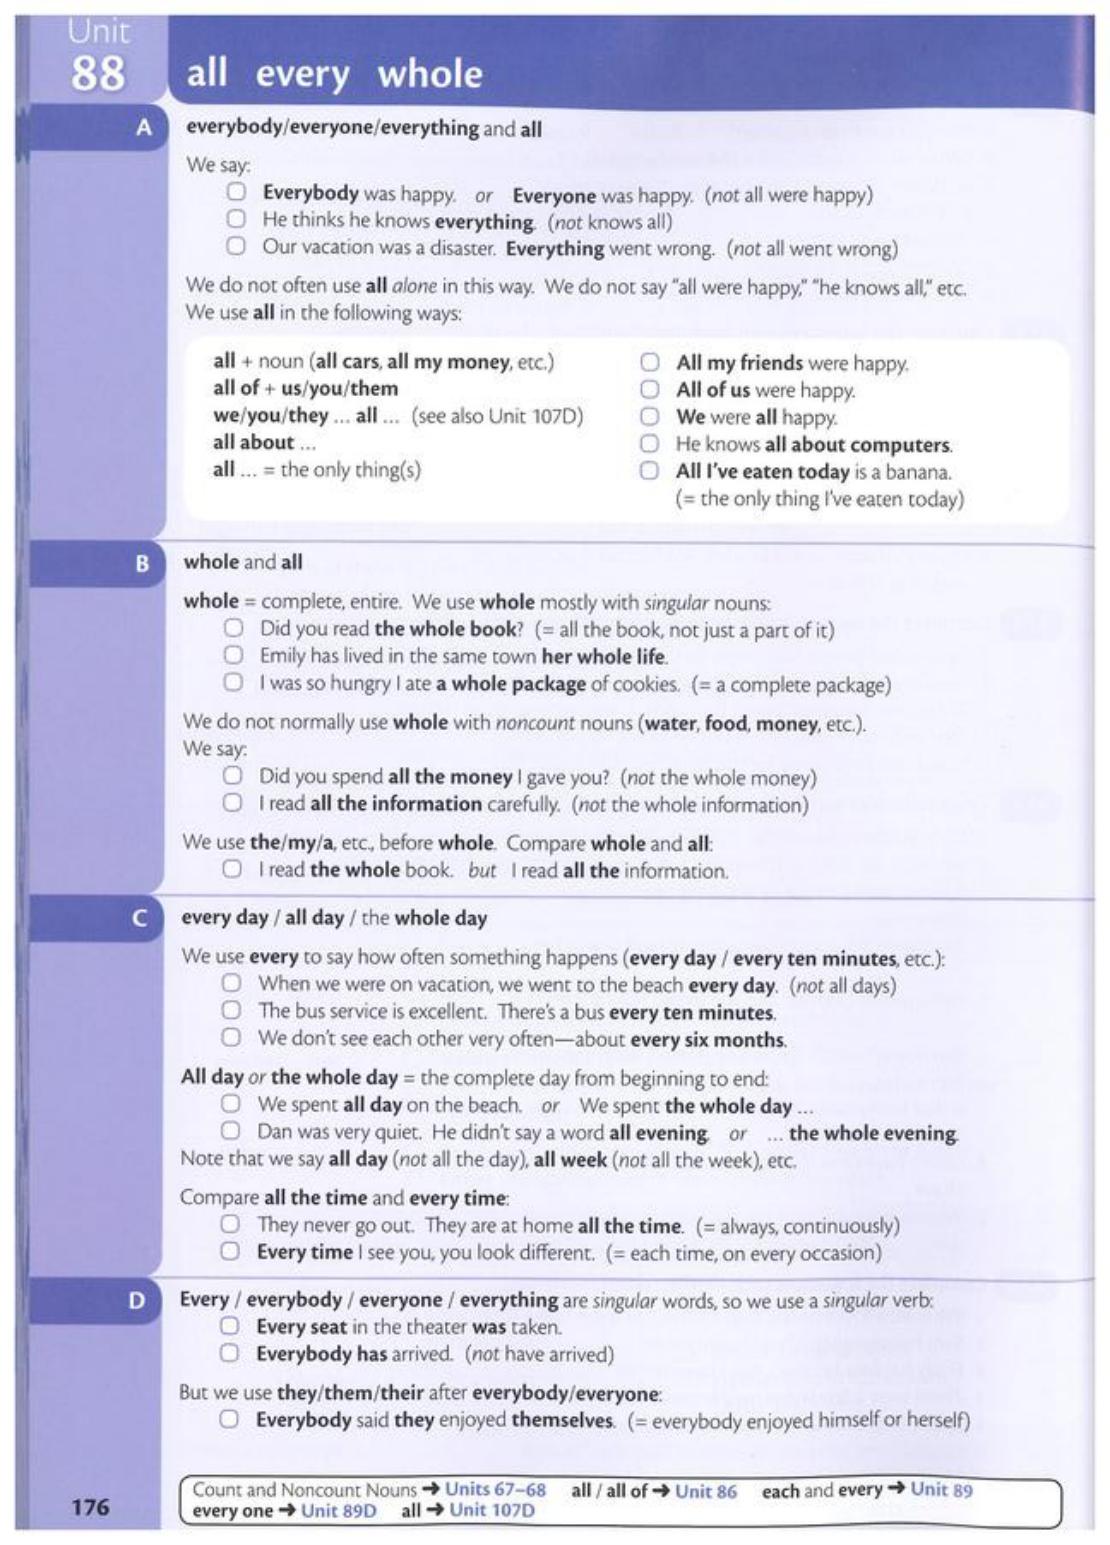 Unit
88 all every whole
A everybody/everyone/everything and all
We say:
Everybody was happy. or Everyone was happy. (not all were happy)
He thinks he knows everything. (not knows all)
Our vacation was a disaster. Everything went wrong. (not all went wrong)
We do not often use all alone in this way. We do not say "all were happy," "he knows all," etc.
We use all in the following ways:
all + noun (all cars, all my money, etc.)
all of + us/you/them
we/you/they ... all ... (see also Unit 107D)
all about ...
all ... = the only thing(s)
All my friends were happy.
All of us were happy.
We were all happy.
He knows all about computers.
All I've eaten today is a banana.
(= the only thing I've eaten today)
B whole and all
whole = complete, entire. We use whole mostly with singular nouns:
Did you read the whole book? (= all the book, not just a part of it)
Emily has lived in the same town her whole life.
I was so hungry I ate a whole package of cookies. (= a complete package)
We do not normally use whole with noncount nouns (water, food, money, etc.).
We say:
Did you spend all the money I gave you? (not the whole money)
I read all the information carefully. (not the whole information)
We use the/my/a, etc., before whole. Compare whole and all:
I read the whole book. but I read all the information.
C every day / all day / the whole day
We use every to say how often something happens (every day / every ten minutes, etc.):
When we were on vacation, we went to the beach every day. (not all days)
The bus service is excellent. There's a bus every ten minutes.
We don't see each other very often—about every six months.
All day or the whole day = the complete day from beginning to end:
We spent all day on the beach. or We spent the whole day ...
Dan was very quiet. He didn't say a word all evening. or ... the whole evening.
Note that we say all day (not all the day), all week (not all the week), etc.
Compare all the time and every time:
They never go out. They are at home all the time. (= always, continuously)
Every time I see you, you look different. (= each time, on every occasion)
D Every / everybody / everyone / everything are singular words, so we use a singular verb:
Every seat in the theater was taken.
Everybody has arrived. (not have arrived)
But we use they/them/their after everybody/everyone:
Everybody said they enjoyed themselves. (= everybody enjoyed himself or herself)
176
Count and Noncount Nouns ➜ Units 67–68 all / all of ➜ Unit 86 each and every ➜ Unit 89
every one ➜ Unit 89D all ➜ Unit 107D